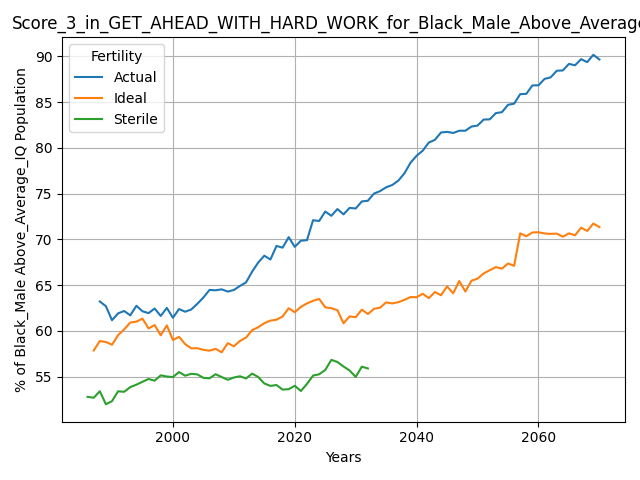 Score_3_in_GET_AHEAD_WITH_HARD_WORK_for_Black_Male_Above_Average
Fertility
Actual
Ideal
Sterile
% of Black_Male Above_Average_IQ Population
90
85
80
75
70
65
60
55
2000
2020
2040
2060
Years